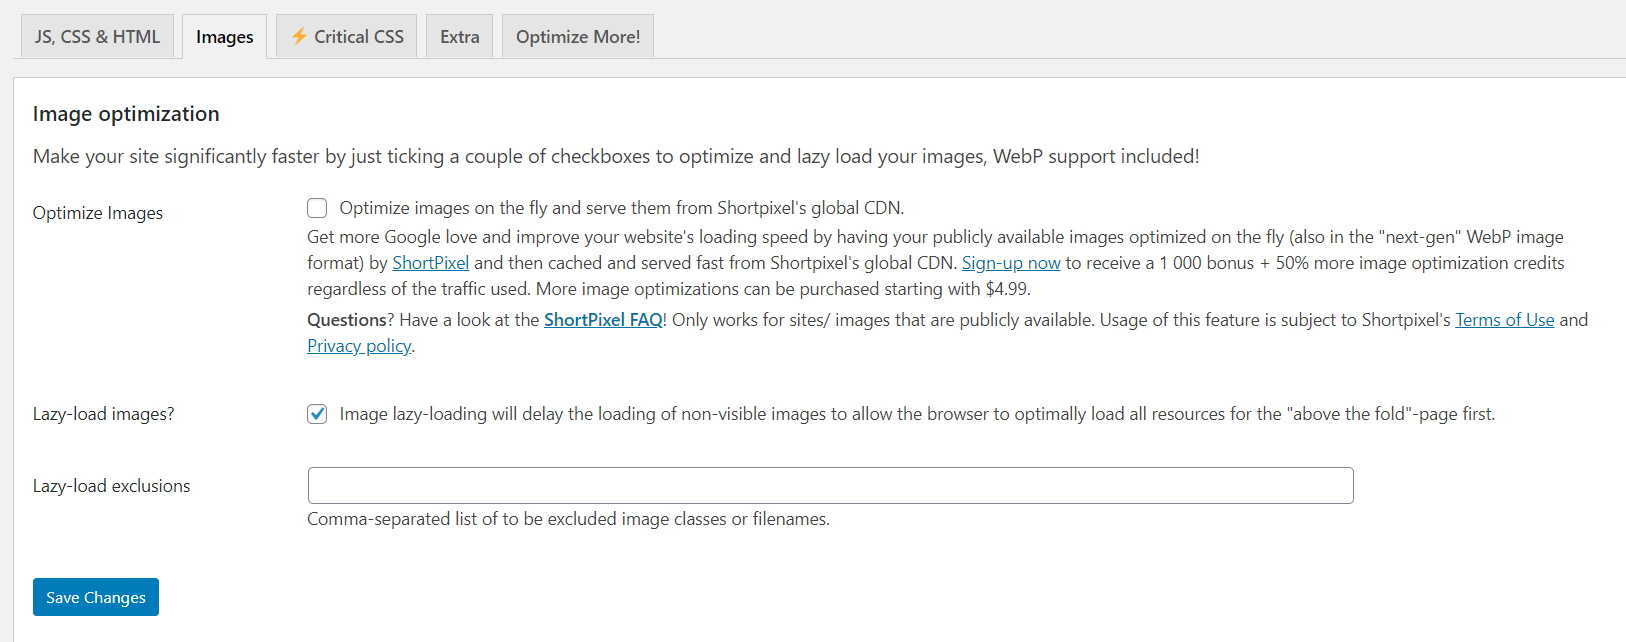 JS, CSS & HTML
Images
⚡ Critical CSS
Extra
Optimize More!
Image optimization
Make your site significantly faster by just ticking a couple of checkboxes to optimize and lazy load your images, WebP support included!
Optimize Images
Optimize images on the fly and serve them from Shortpixel's global CDN.
Get more Google love and improve your website's loading speed by having your publicly available images optimized on the fly (also in the "next-gen" WebP image
format) by ShortPixel and then cached and served fast from Shortpixel's global CDN. Sign-up now to receive a 1 000 bonus + 50% more image optimization credits
regardless of the traffic used. More image optimizations can be purchased starting with $4.99.
Questions? Have a look at the ShortPixel FAQ! Only works for sites/ images that are publicly available. Usage of this feature is subject to Shortpixel's Terms of Use and
Privacy policy.
Lazy-load images?
Image lazy-loading will delay the loading of non-visible images to allow the browser to optimally load all resources for the "above the fold"-page first.
Lazy-load exclusions
Comma-separated list of to be excluded image classes or filenames.
Save Changes